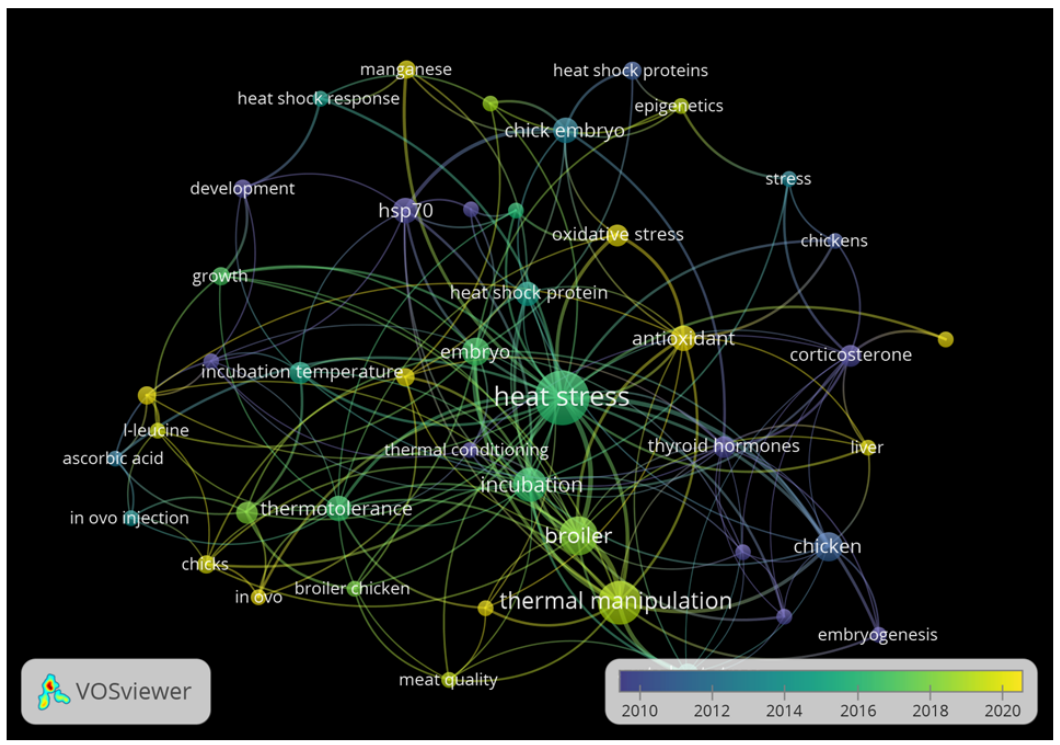 manganese
heat shock proteins
heat shock response
epigenetics
chick embryo
stress
development
hsp70
oxidative stress
chickens
growth
heat shock protein
antioxidant
embryo
corticosterone
incubation temperature
heat stress
l-leucine
thermal conditioning
thyroid hormones
liver
ascorbic acid
incubation
in ovo injection
thermotolerance
broiler
chicken
chicks
broiler chicken
in ovo
thermal manipulation
embryogenesis
meat quality
VOSviewer
2010 2012 2014 2016 2018 2020